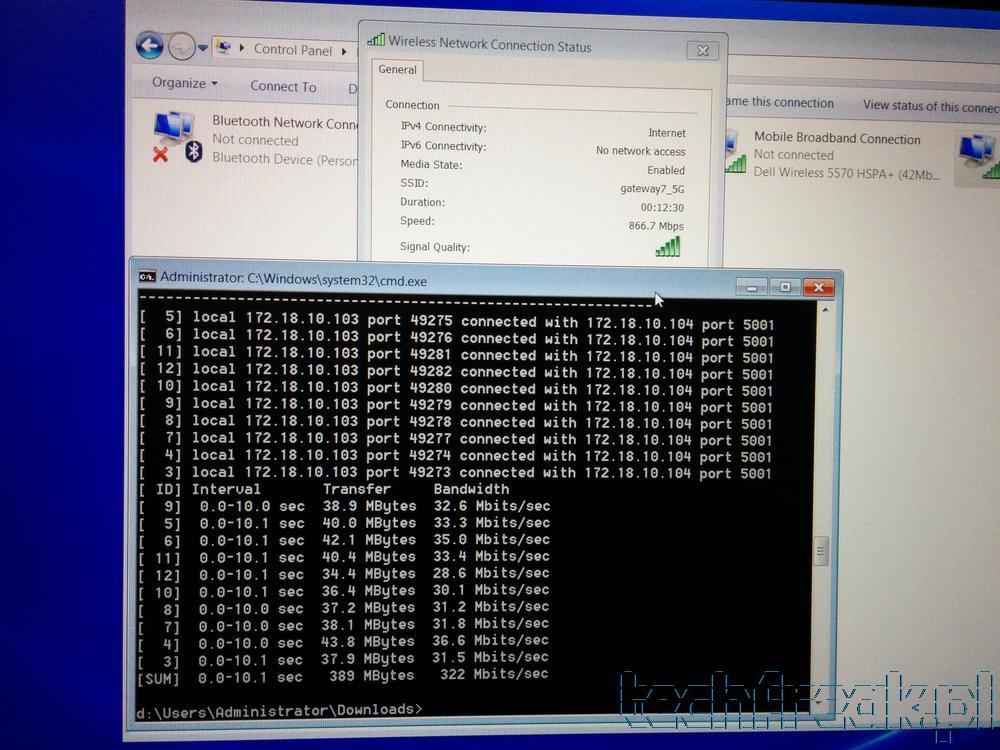 Control Panel
Wireless Network Connection Status
Organize
Connect To
General
ame this connection
View status of this connec
Bluetooth Network Conn
Not connected
Bluetooth Device (Person
Connection
IPv4 Connectivity: Internet
IPv6 Connectivity: No network access
Media State: Enabled
SSID: gateway7_5G
Duration: 00:12:30
Speed: 866.7 Mbps
Signal Quality:
Mobile Broadband Connection
Not connected
Dell Wireless 5570 HSPA+ (42Mb...
Administrator: C:\Windows\system32\cmd.exe
------------------------------------------------------------
[  5] local 172.18.10.103 port 49275 connected with 172.18.10.104 port 5001
[  6] local 172.18.10.103 port 49276 connected with 172.18.10.104 port 5001
[ 11] local 172.18.10.103 port 49281 connected with 172.18.10.104 port 5001
[ 12] local 172.18.10.103 port 49282 connected with 172.18.10.104 port 5001
[ 10] local 172.18.10.103 port 49280 connected with 172.18.10.104 port 5001
[  9] local 172.18.10.103 port 49279 connected with 172.18.10.104 port 5001
[  8] local 172.18.10.103 port 49278 connected with 172.18.10.104 port 5001
[  7] local 172.18.10.103 port 49277 connected with 172.18.10.104 port 5001
[  4] local 172.18.10.103 port 49274 connected with 172.18.10.104 port 5001
[  3] local 172.18.10.103 port 49273 connected with 172.18.10.104 port 5001
[ ID] Interval       Transfer     Bandwidth
[  9]  0.0-10.0 sec  38.9 MBytes  32.6 Mbits/sec
[  5]  0.0-10.1 sec  40.0 MBytes  33.3 Mbits/sec
[  6]  0.0-10.1 sec  42.1 MBytes  35.0 Mbits/sec
[ 11]  0.0-10.1 sec  40.4 MBytes  33.4 Mbits/sec
[ 12]  0.0-10.1 sec  34.4 MBytes  28.6 Mbits/sec
[ 10]  0.0-10.1 sec  36.4 MBytes  30.1 Mbits/sec
[  8]  0.0-10.0 sec  37.2 MBytes  31.2 Mbits/sec
[  7]  0.0-10.0 sec  38.1 MBytes  31.8 Mbits/sec
[  4]  0.0-10.0 sec  43.8 MBytes  36.6 Mbits/sec
[  3]  0.0-10.1 sec  37.9 MBytes  31.5 Mbits/sec
[SUM]  0.0-10.1 sec   389 MBytes   322 Mbits/sec
d:\Users\Administrator\Downloads>
techfreak.pl